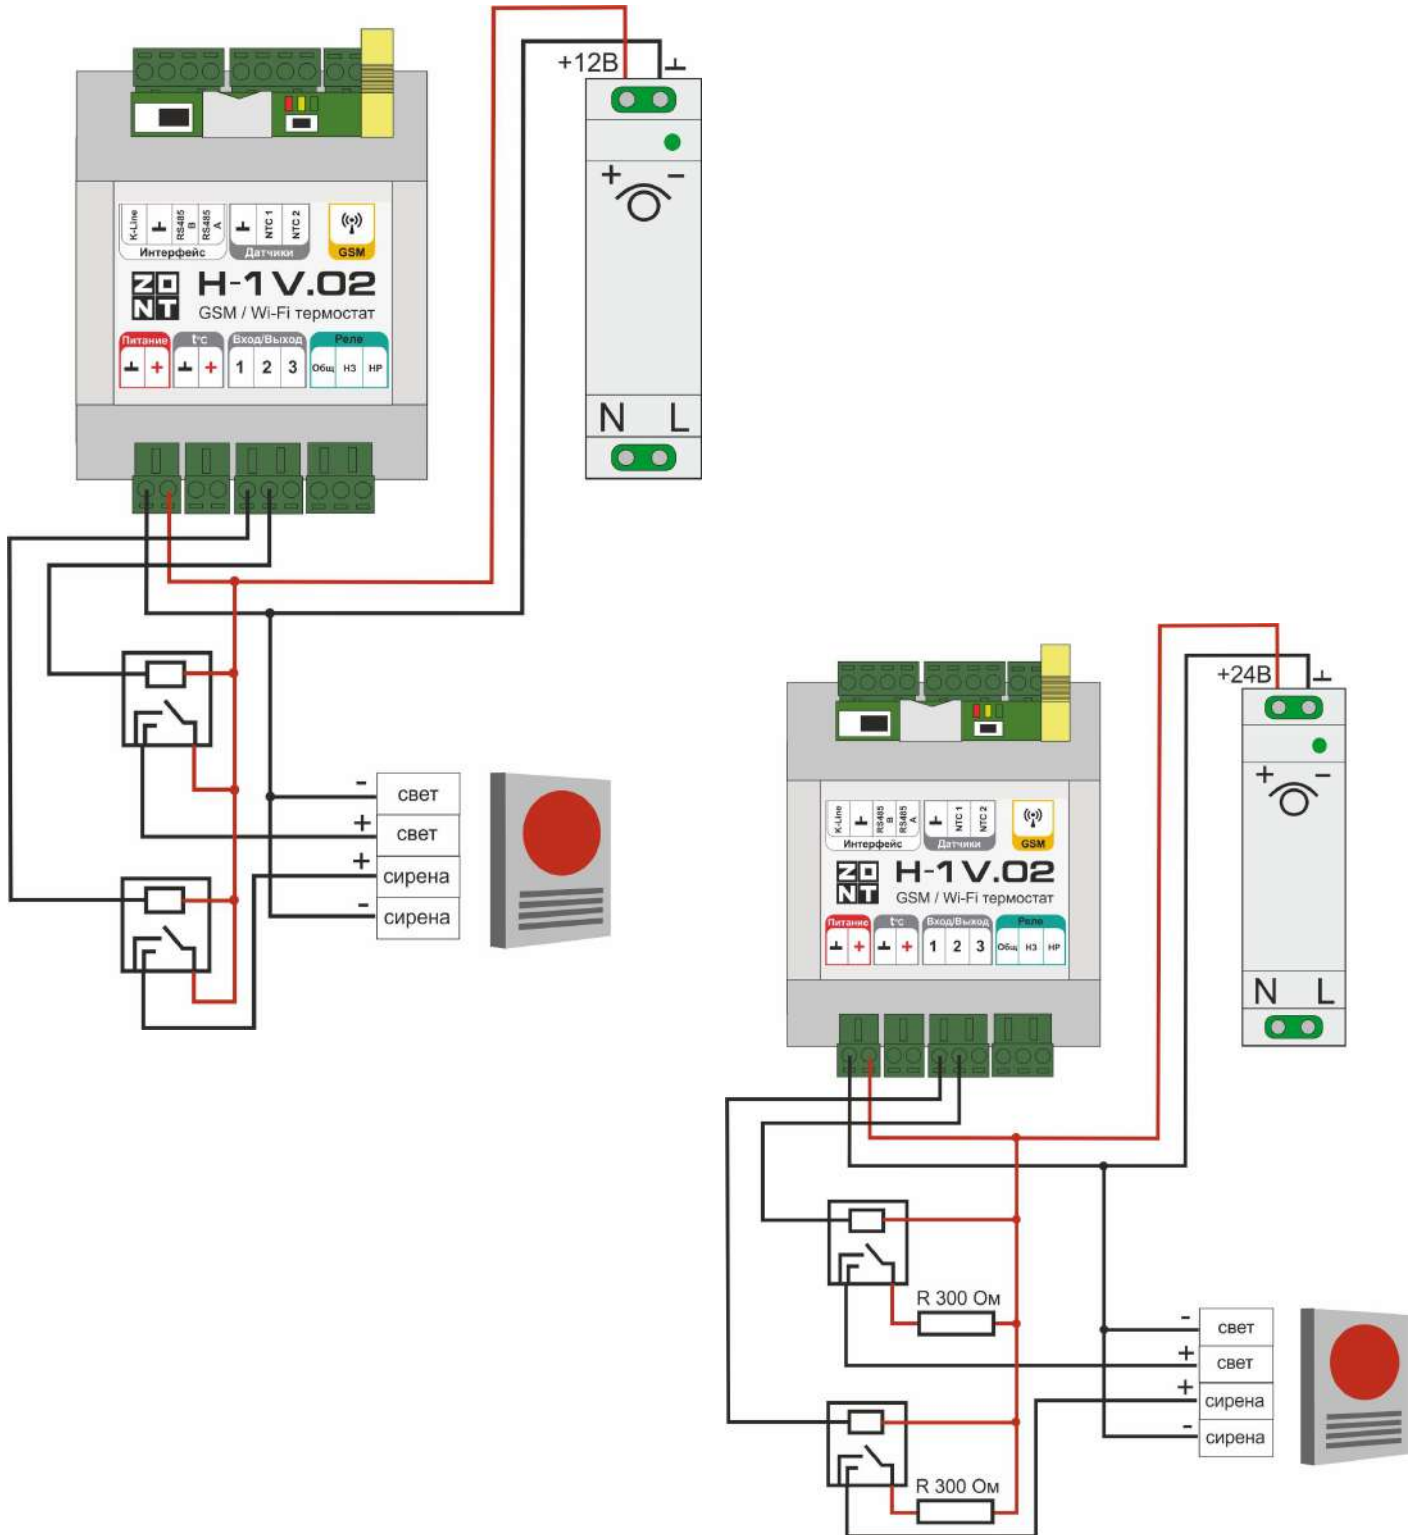 +12В
+ -
K-Line
RS485 B
RS485 A
NTC 1
NTC 2
Интерфейс
Датчики
GSM
ZONT
H-1V.02
GSM / Wi-Fi термостат
Питание
t°C
Вход/Выход
Реле
+
+
1 2 3
Общ НЗ НР
N L
- свет
+ свет
+ сирена
- сирена
+24В
+ -
K-Line
RS485 B
RS485 A
NTC 1
NTC 2
Интерфейс
Датчики
GSM
ZONT
H-1V.02
GSM / Wi-Fi термостат
Питание
t°C
Вход/Выход
Реле
+
+
1 2 3
Общ НЗ НР
N L
R 300 Ом
- свет
+ свет
+ сирена
- сирена
R 300 Ом